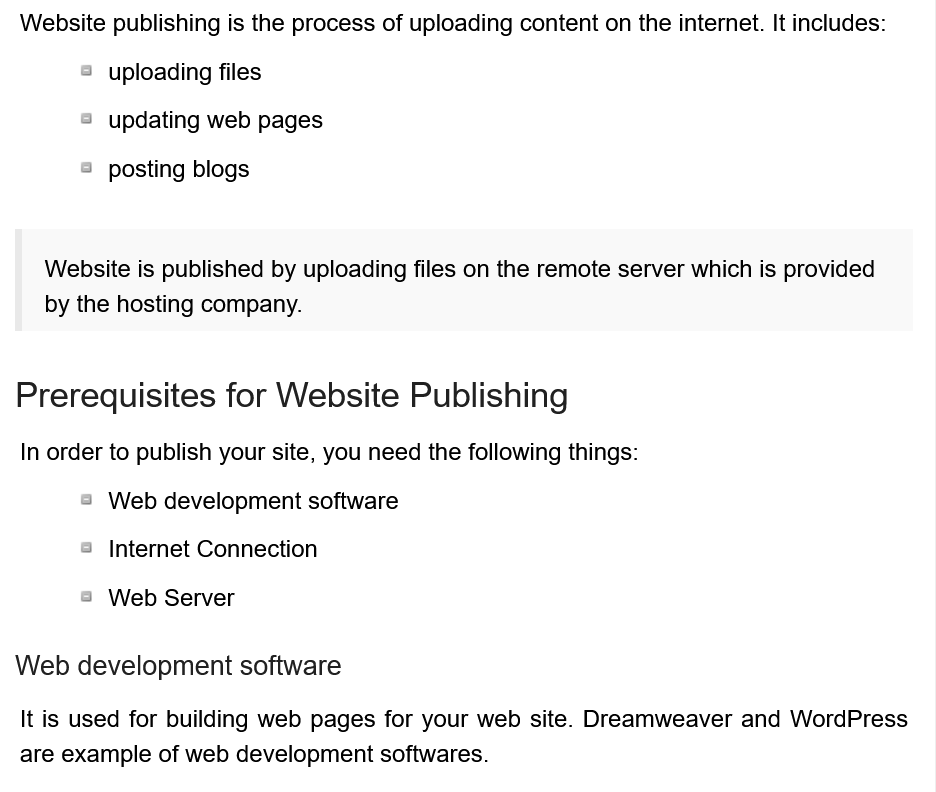 Website publishing is the process of uploading content on the internet. It includes:
uploading files
updating web pages
posting blogs
Website is published by uploading files on the remote server which is provided
by the hosting company.
Prerequisites for Website Publishing
In order to publish your site, you need the following things:
Web development software
Internet Connection
Web Server
Web development software
It is used for building web pages for your web site. Dreamweaver and WordPress
are example of web development softwares.